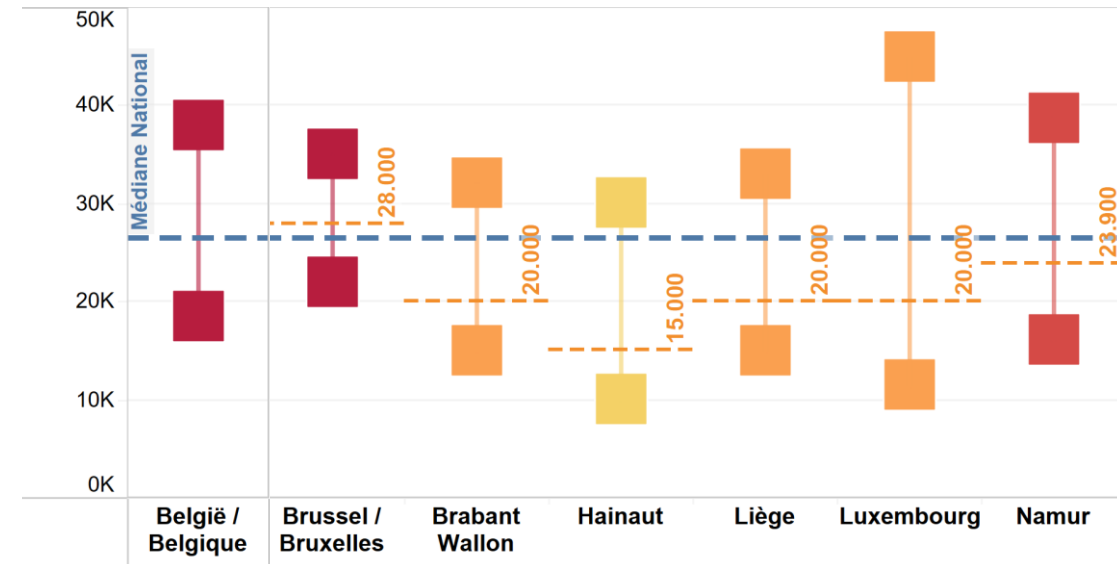 50K
40K
30K
20K
10K
0K
Médiane National
28.000
20.000
15.000
20.000
20.000
23.900
België /
Belgique
Brussel /
Bruxelles
Brabant
Wallon
Hainaut
Liège
Luxembourg
Namur